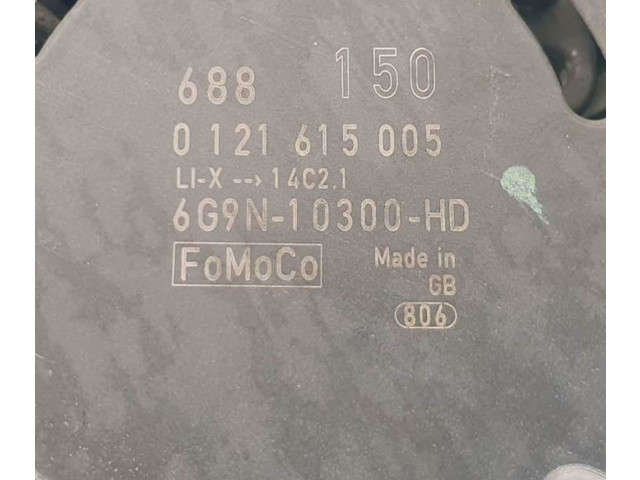 688 150
0 121 615 005
LI-X --> 14C2.1
6G9N-10300-HD
FoMoCo Made in
GB
806